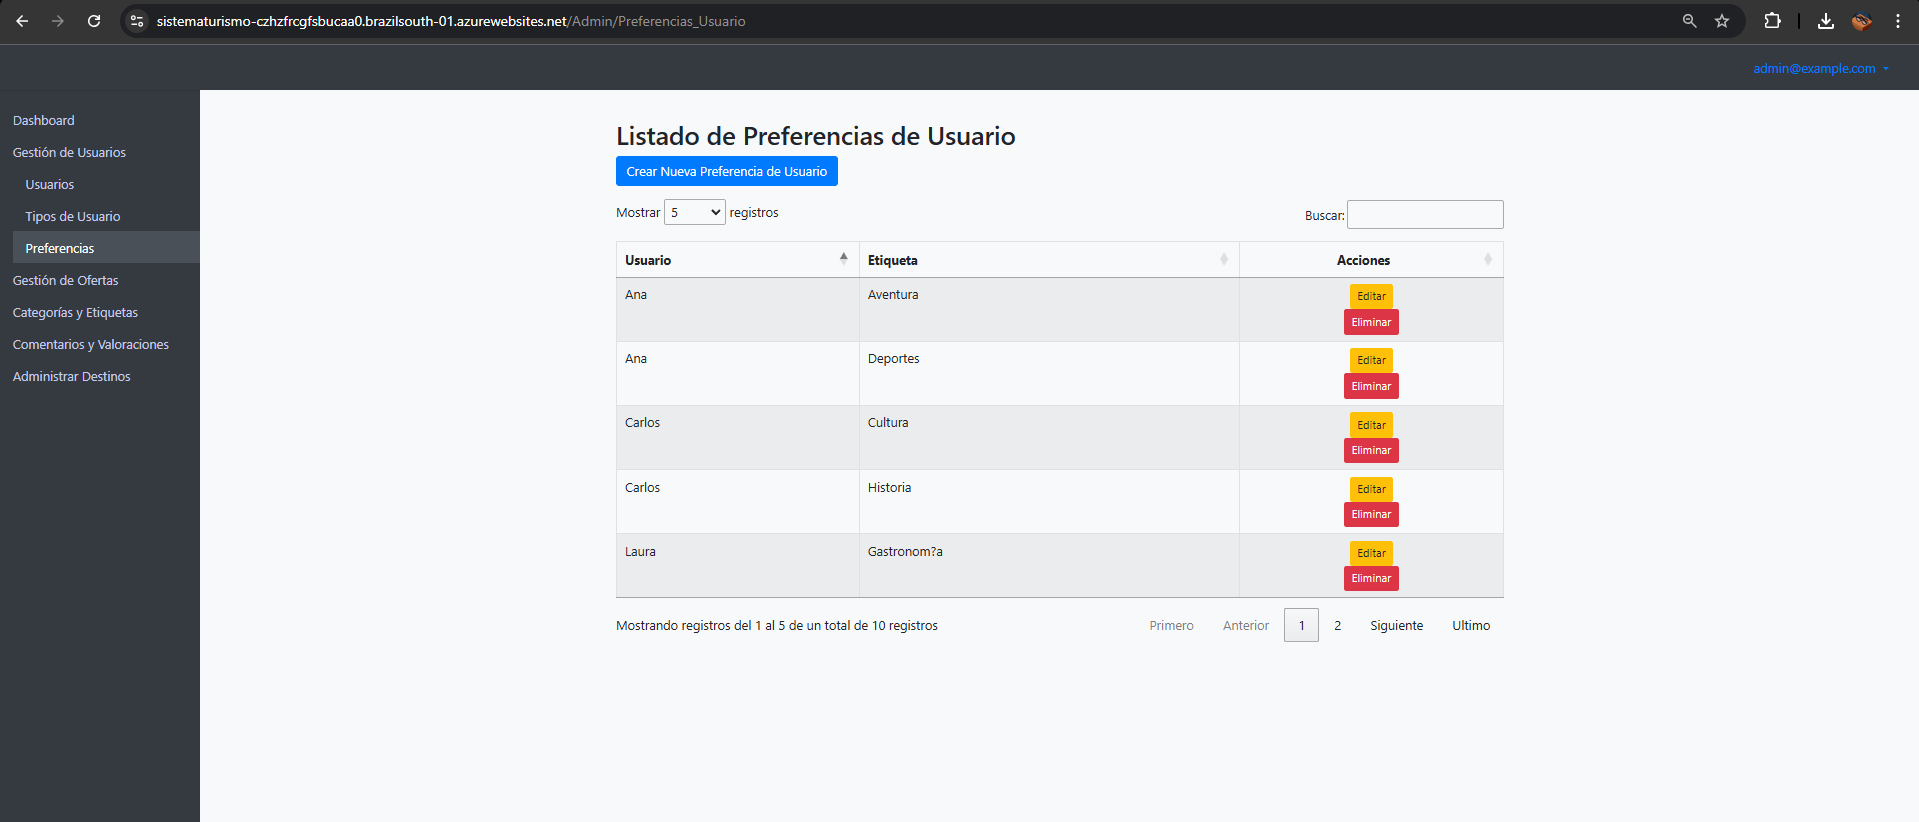 sistematurismo-czhzfrcgfsbucaa0.brazilsouth-01.azurewebsites.net/Admin/Preferencias_Usuario
admin@example.com
Dashboard
Gestión de Usuarios
Usuarios
Tipos de Usuario
Preferencias
Gestión de Ofertas
Categorías y Etiquetas
Comentarios y Valoraciones
Administrar Destinos
Listado de Preferencias de Usuario
Crear Nueva Preferencia de Usuario
Mostrar 5 registros
Buscar:
Usuario Etiqueta Acciones
Ana Aventura Editar
Eliminar
Ana Deportes Editar
Eliminar
Carlos Cultura Editar
Eliminar
Carlos Historia Editar
Eliminar
Laura Gastronom?a Editar
Eliminar
Mostrando registros del 1 al 5 de un total de 10 registros
Primero Anterior 1 2 Siguiente Ultimo